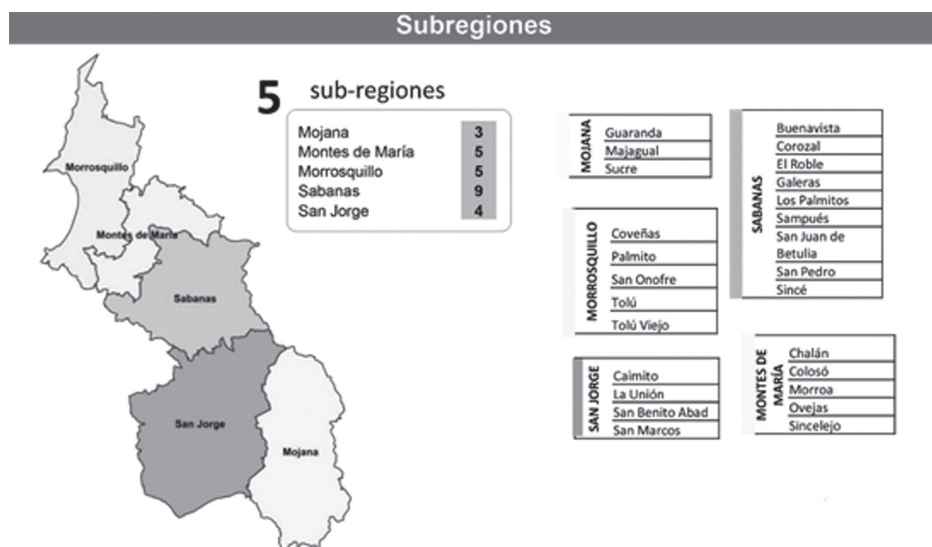 Subregiones
5 sub-regiones
Mojana 3
Montes de María 5
Morrosquillo 5
Sabanas 9
San Jorge 4
Morrosquillo
Montes de María
Sabanas
San Jorge
Mojana
MOJANA
Guaranda
Majagual
Sucre
MORROSQUILLO
Coveñas
Palmito
San Onofre
Tolú
Tolú Viejo
SAN JORGE
Caimito
La Unión
San Benito Abad
San Marcos
SABANAS
Buenavista
Corozal
El Roble
Galeras
Los Palmitos
Sampués
San Juan de
Betulia
San Pedro
Sincé
MONTES DE
MARÍA
Chalán
Colosó
Morroa
Ovejas
Sincelejo